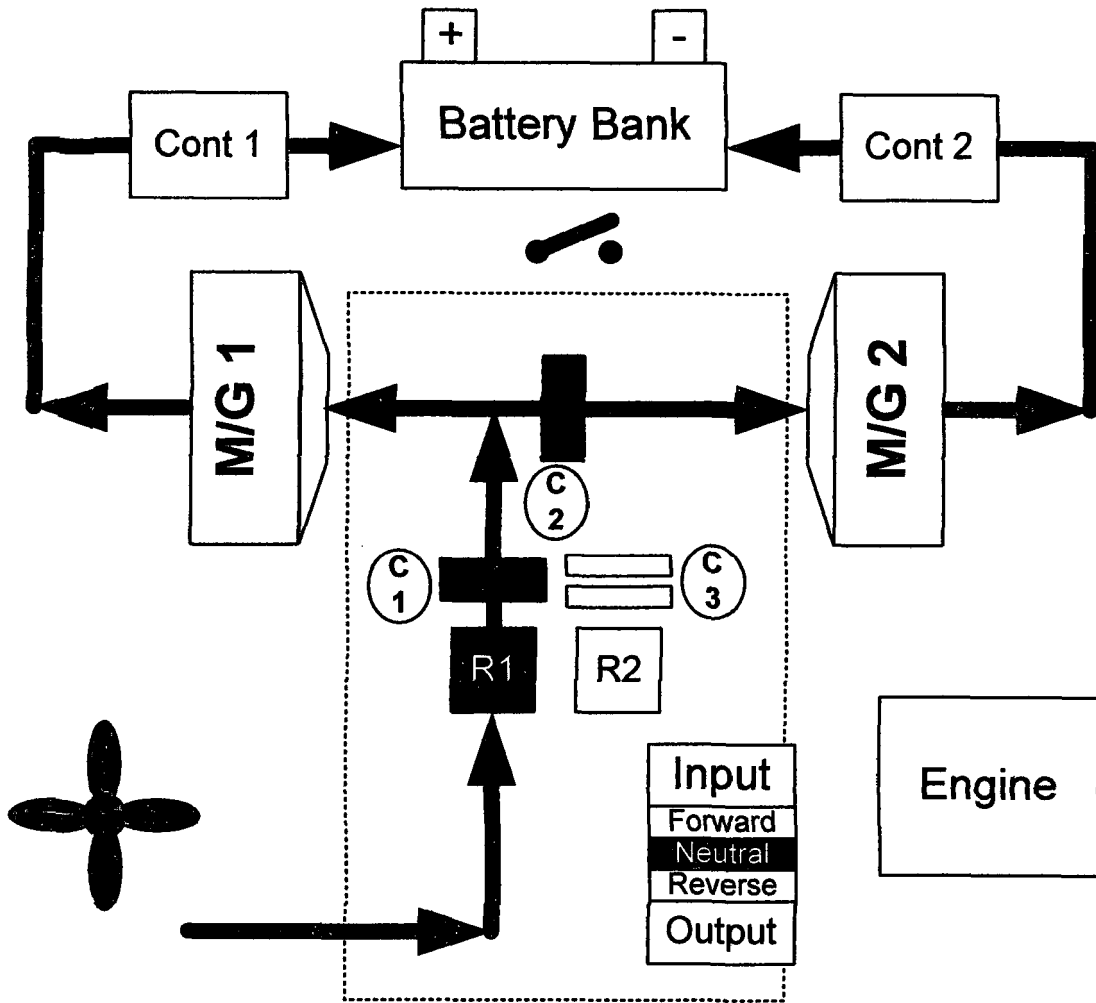 +
-
Battery Bank
Cont 1
Cont 2
M/G 1
M/G 2
C
2
C
1
C
3
R1
R2
Input
Forward
Neutral
Reverse
Output
Engine